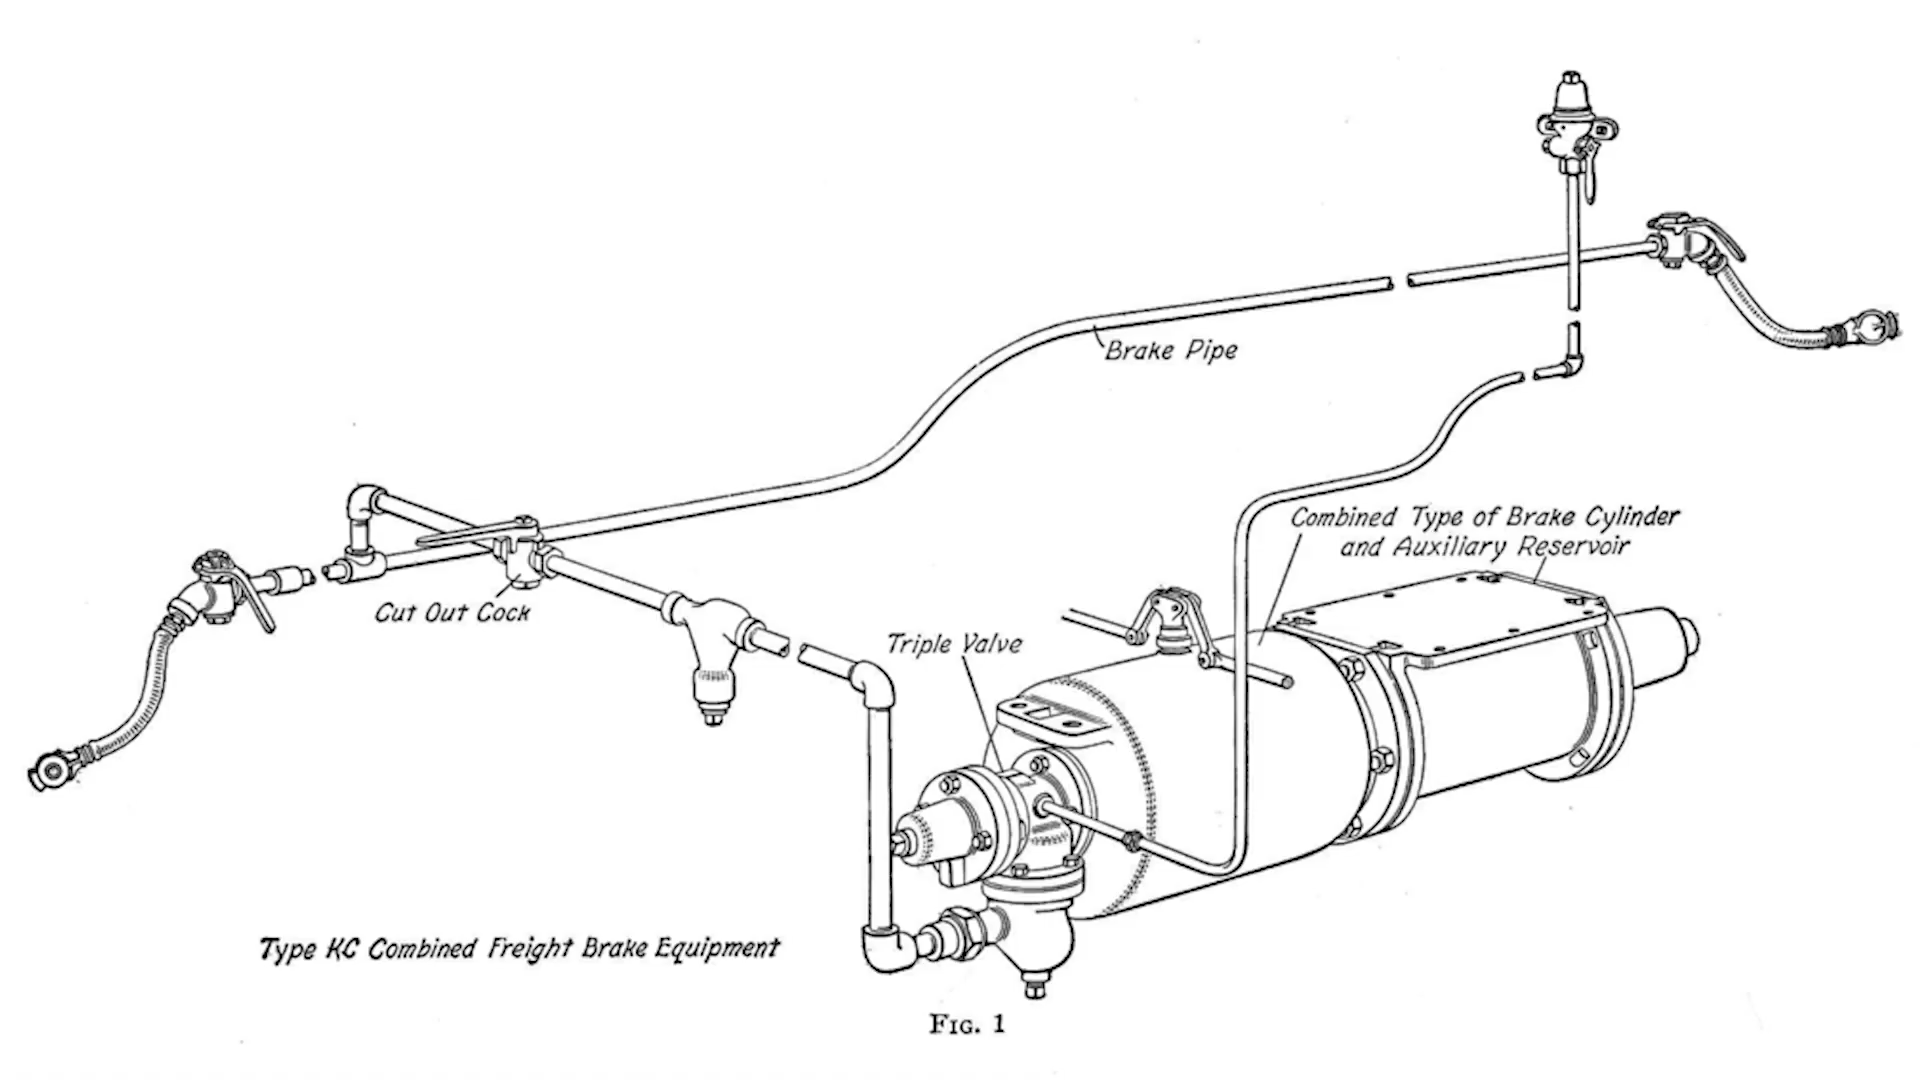 Brake Pipe
Combined Type of Brake Cylinder
and Auxiliary Reservoir
Cut Out Cock
Triple Valve
Type KC Combined Freight Brake Equipment
FIG. 1